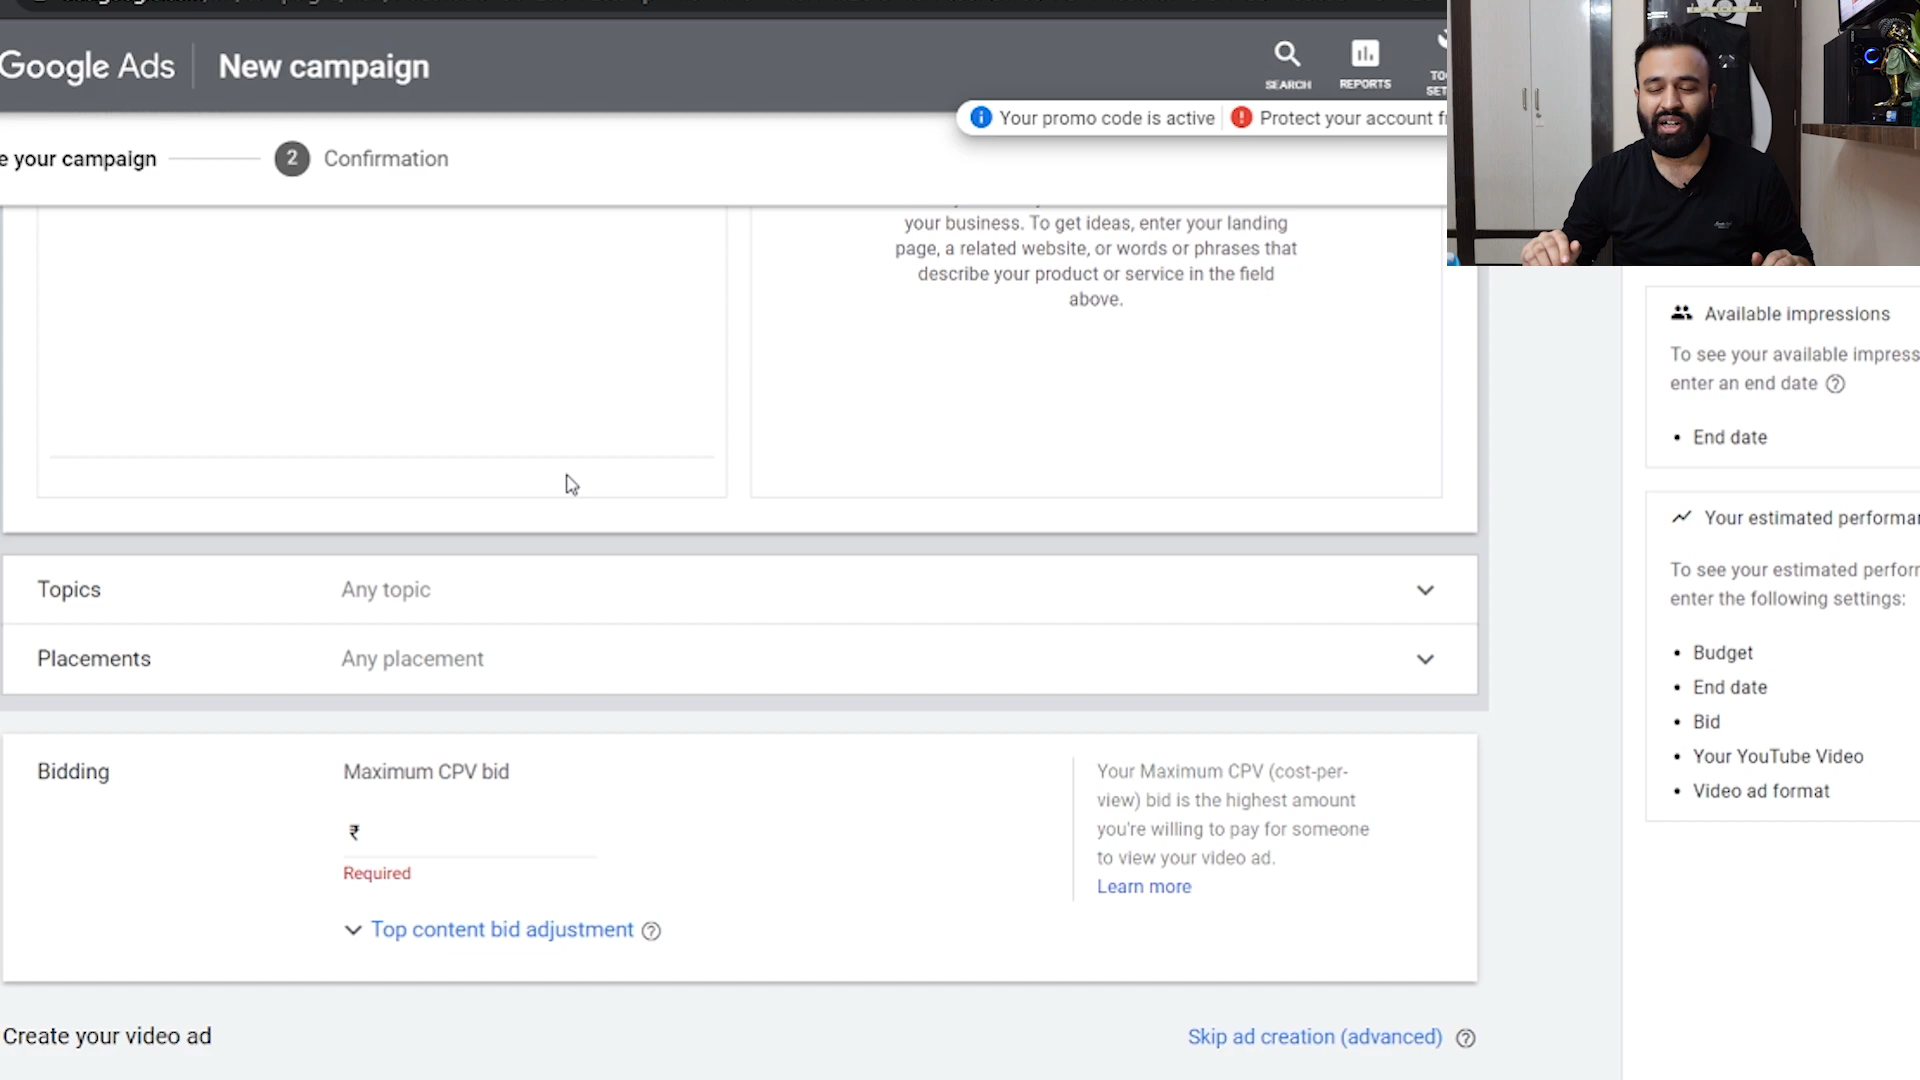 Google Ads
New campaign
SEARCH
REPORTS
Your promo code is active
Protect your account
your campaign
2
Confirmation
your business. To get ideas, enter your landing
page, a related website, or words or phrases that
describe your product or service in the field
above.
Topics
Any topic
Placements
Any placement
Bidding
Maximum CPV bid
₹
Required
Top content bid adjustment
Your Maximum CPV (cost-per-
view) bid is the highest amount
you're willing to pay for someone
to view your video ad.
Learn more
Create your video ad
Skip ad creation (advanced)
Available impressions
To see your available impress
enter an end date
• End date
Your estimated performa
To see your estimated perfor
enter the following settings:
• Budget
• End date
• Bid
• Your YouTube Video
• Video ad format